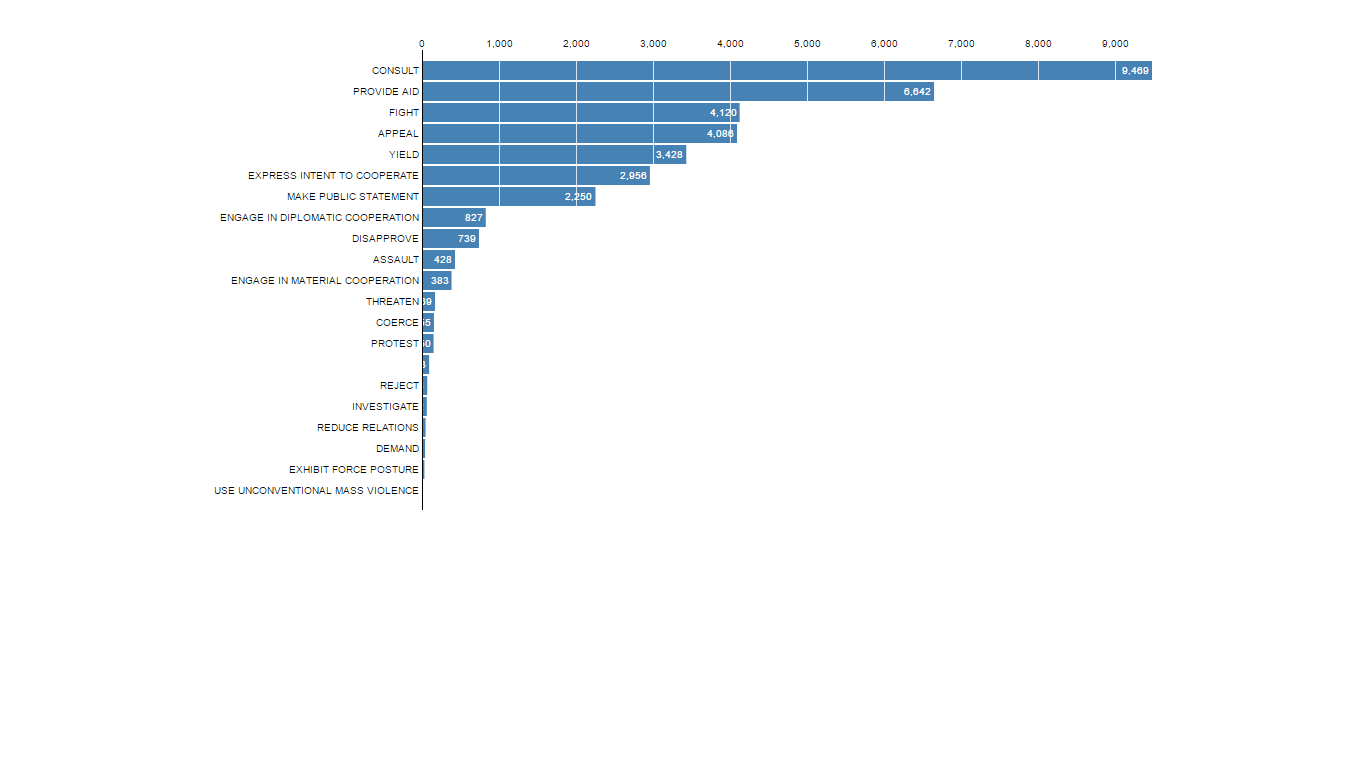 0 1,000 2,000 3,000 4,000 5,000 6,000 7,000 8,000 9,000
CONSULT 9,469
PROVIDE AID 6,642
FIGHT 4,120
APPEAL 4,086
YIELD 3,428
EXPRESS INTENT TO COOPERATE 2,956
MAKE PUBLIC STATEMENT 2,250
ENGAGE IN DIPLOMATIC COOPERATION 827
DISAPPROVE 739
ASSAULT 428
ENGAGE IN MATERIAL COOPERATION 383
THREATEN
COERCE
PROTEST
REJECT
INVESTIGATE
REDUCE RELATIONS
DEMAND
EXHIBIT FORCE POSTURE
USE UNCONVENTIONAL MASS VIOLENCE